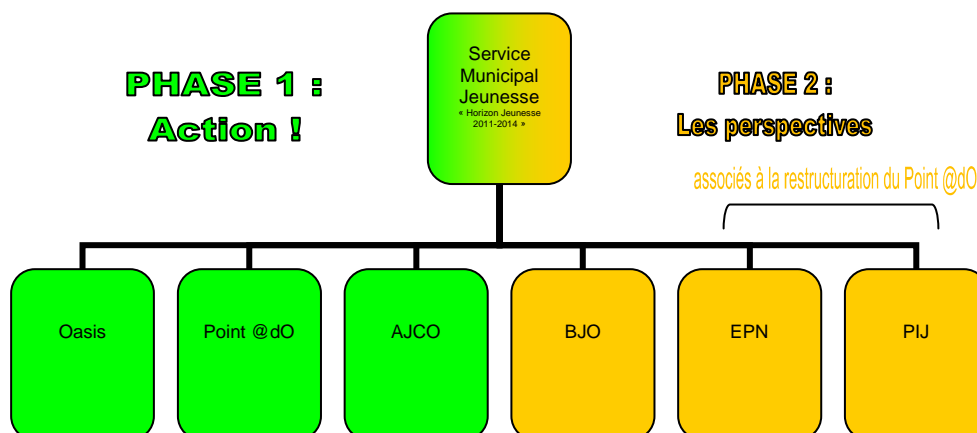 Service
Municipal
Jeunesse
« Horizon Jeunesse
2011-2014 »
PHASE 1 :
Action !
PHASE 2 :
Les perspectives
associés à la restructuration du Point @dO
Oasis
Point @dO
AJCO
BJO
EPN
PIJ